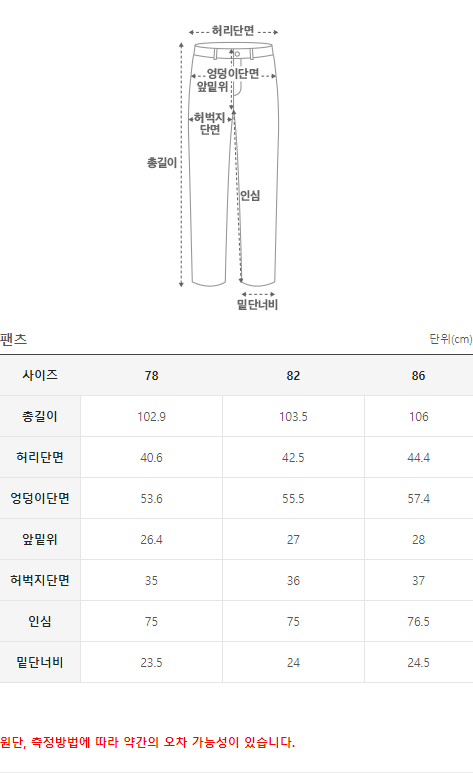 허리단면
엉덩이단면
앞밑위
허벅지
단면
총길이
인심
밑단너비
팬츠 단위(cm)
사이즈 78 82 86
총길이 102.9 103.5 106
허리단면 40.6 42.5 44.4
엉덩이단면 53.6 55.5 57.4
앞밑위 26.4 27 28
허벅지단면 35 36 37
인심 75 75 76.5
밑단너비 23.5 24 24.5
원단, 측정방법에 따라 약간의 오차 가능성이 있습니다.